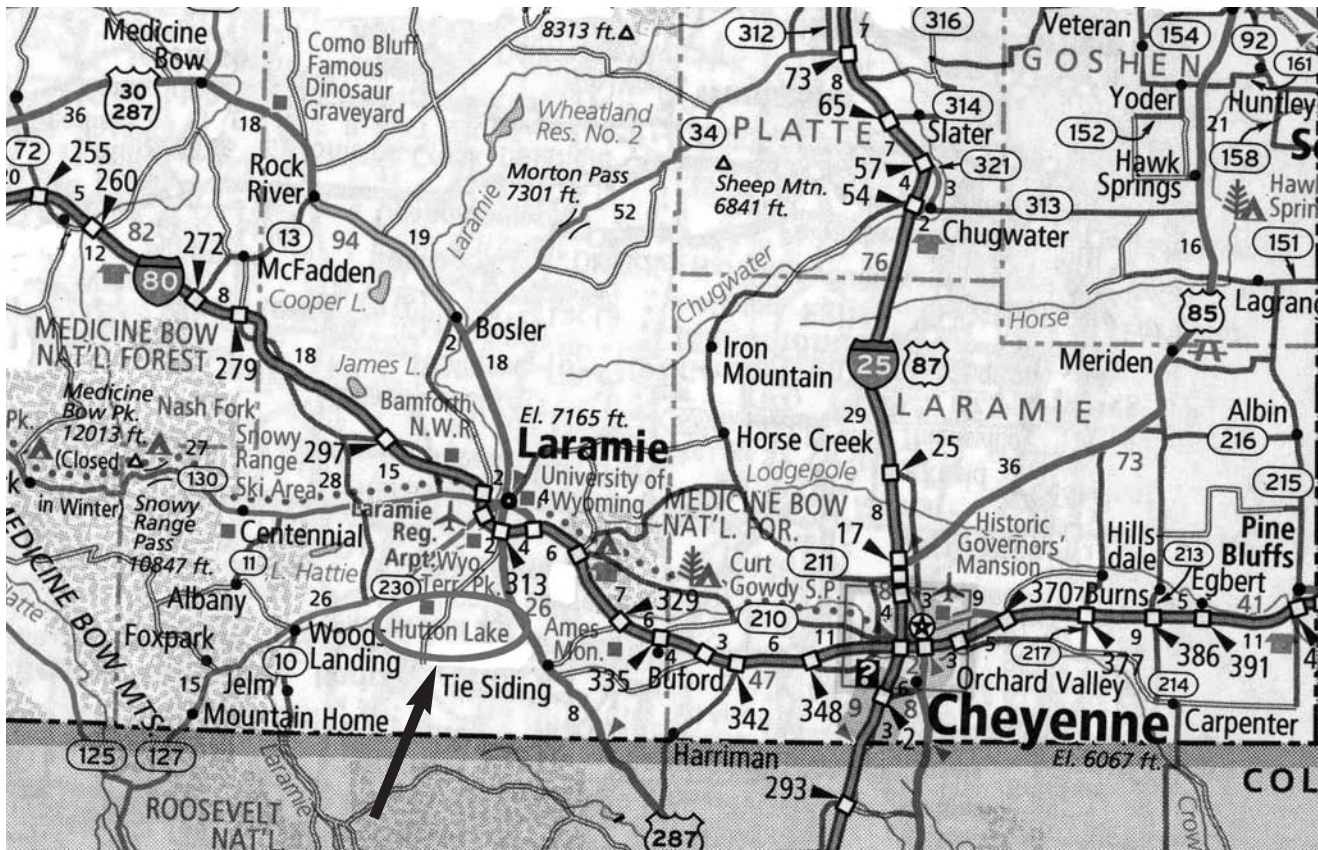 8313 ft.
312
7
316
Veteran
154
92
Medicine
Bow
Como Bluff
Famous
Dinosaur
Graveyard
73
8
GOSHEN
161
30
287
36
18
Morton Pass
7301 ft.
Wheatland
Res. No. 2
65
314
Slater
PLATTE
34
Yoder
Huntley
152
21
158
72
255
260
20
5
Rock
River
Laramie
Sheep Mtn.
6841 ft.
57
7
321
4
3
54
Hawk
Springs
52
313
2
Chugwater
12
82
80
272
13
94
19
McFadden
Cooper L.
8
Chugwater
76
16
151
Lagrang
MEDICINE BOW
NAT'L. FOREST
279
18
Bosler
2
18
Horse
85
Meriden
James L.
Iron
Mountain
25
87
LARAMIE
Medicine
Bow Pk.
12013 ft.
(Closed
in Winter)
Pk.
Nash Fork
Bamforth
N.W.R.
El. 7165 ft.
Laramie
29
Albin
216
27
Snowy
Range
Ski Area
297
15
28
2
4
University of
Wyoming
Horse Creek
25
Lodgepole
36
73
215
130
Snowy
Range
Pass
10847 ft.
Centennial
Laramie
Reg.
Arpt.
MEDICINE BOW
NAT'L. FOR.
8
17
Historic
Governors'
Mansion
Hills-
dale
Pine
Bluffs
213
Egbert
MEDICINE BOW MTS.
11
L. Hattie
2
Wyo.
Terr. Pk.
313
4
6
Curt
Gowdy S.P.
211
Albany
26
230
26
7
329
210
4
3
9
370
7
Burns
5
41
Foxpark
Hutton Lake
Ames
Mon.
6
4
3
6
11
5
217
9
11
Woods-
Landing
10
335
Buford
47
3
377
386
391
4
15
Jelm
Tie Siding
342
348
2
9
6
8
Orchard Valley
214
Mountain Home
8
Cheyenne
Carpenter
3
2
El. 6067 ft.
125
127
Laramie
Harriman
293
COL
ROOSEVELT
NAT'L.
287
Crow